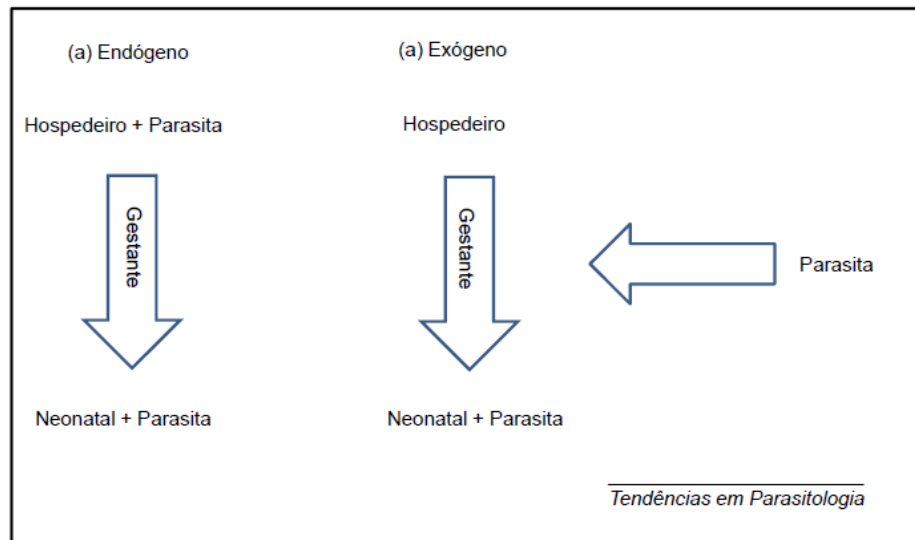 (a) Endógeno
(a) Exógeno
Hospedeiro + Parasita
Hospedeiro
Gestante
Gestante
Parasita
Neonatal + Parasita
Neonatal + Parasita
Tendências em Parasitologia